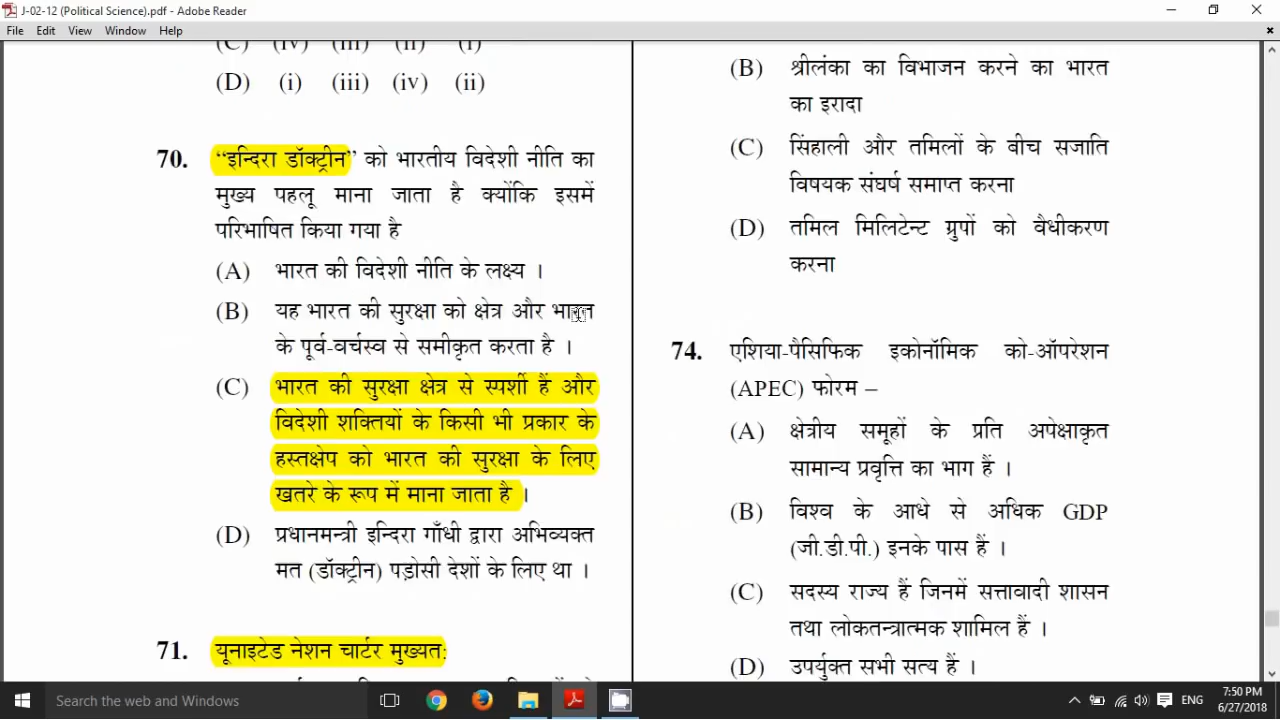 J-02-12 (Political Science).pdf - Adobe Reader
File Edit View Window Help
(C) (iv) (iii) (ii) (i)
(D) (i) (iii) (iv) (ii)
70. “इन्दिरा डॉक्ट्रीन” को भारतीय विदेशी नीति का
मुख्य पहलू माना जाता है क्योंकि इसमें
परिभाषित किया गया है
(A) भारत की विदेशी नीति के लक्ष्य ।
(B) यह भारत की सुरक्षा को क्षेत्र और भारत
के पूर्व-वर्चस्व से समीकृत करता है ।
(C) भारत की सुरक्षा क्षेत्र से स्पर्शी हैं और
विदेशी शक्तियों के किसी भी प्रकार के
हस्तक्षेप को भारत की सुरक्षा के लिए
खतरे के रूप में माना जाता है ।
(D) प्रधानमन्त्री इन्दिरा गाँधी द्वारा अभिव्यक्त
मत (डॉक्ट्रीन) पड़ोसी देशों के लिए था ।
71. यूनाइटेड नेशन चार्टर मुख्यतः
(B) श्रीलंका का विभाजन करने का भारत
का इरादा
(C) सिंहाली और तमिलों के बीच सजाति
विषयक संघर्ष समाप्त करना
(D) तमिल मिलिटेन्ट ग्रुपों को वैधीकरण
करना
74. एशिया-पैसिफिक इकोनॉमिक को-ऑपरेशन
(APEC) फोरम –
(A) क्षेत्रीय समूहों के प्रति अपेक्षाकृत
सामान्य प्रवृत्ति का भाग हैं ।
(B) विश्व के आधे से अधिक GDP
(जी.डी.पी.) इनके पास हैं ।
(C) सदस्य राज्य हैं जिनमें सत्तावादी शासन
तथा लोकतन्त्रात्मक शामिल हैं ।
(D) उपर्युक्त सभी सत्य हैं ।
Search the web and Windows
ENG
7:50 PM
6/27/2018